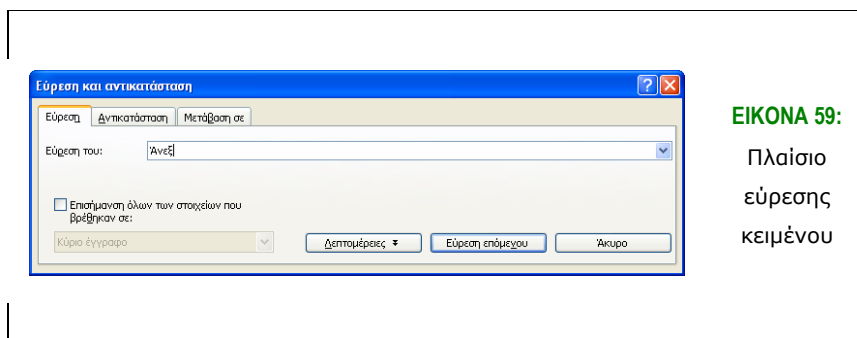 Εύρεση και αντικατάσταση
Εύρεση Αντικατάσταση Μετάβαση σε
Εύρεση του: Άνεξ
Επισήμανση όλων των στοιχείων που
βρέθηκαν σε:
Κύριο έγγραφο Λεπτομέρειες Εύρεση επόμενου Άκυρο
ΕΙΚΟΝΑ 59:
Πλαίσιο
εύρεσης
κειμένου